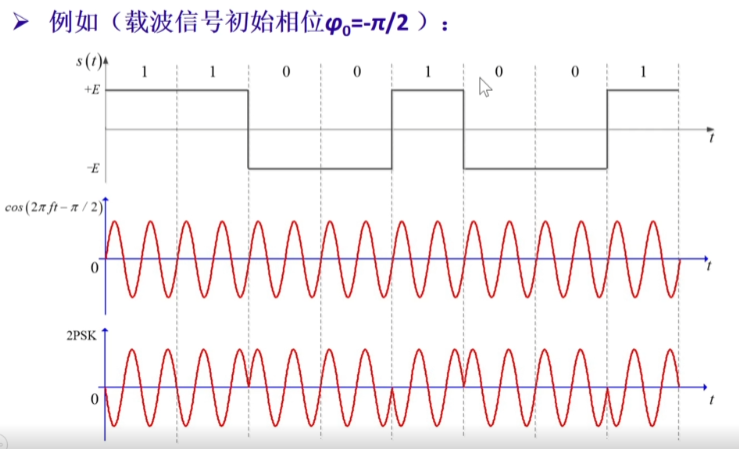 ➤ 例如（载波信号初始相位φ₀=-π/2 ）：
s(t)
1 1 0 0 1 0 0 1
+E
t
-E
cos(2πft-π/2)
0
t
2PSK
0
t